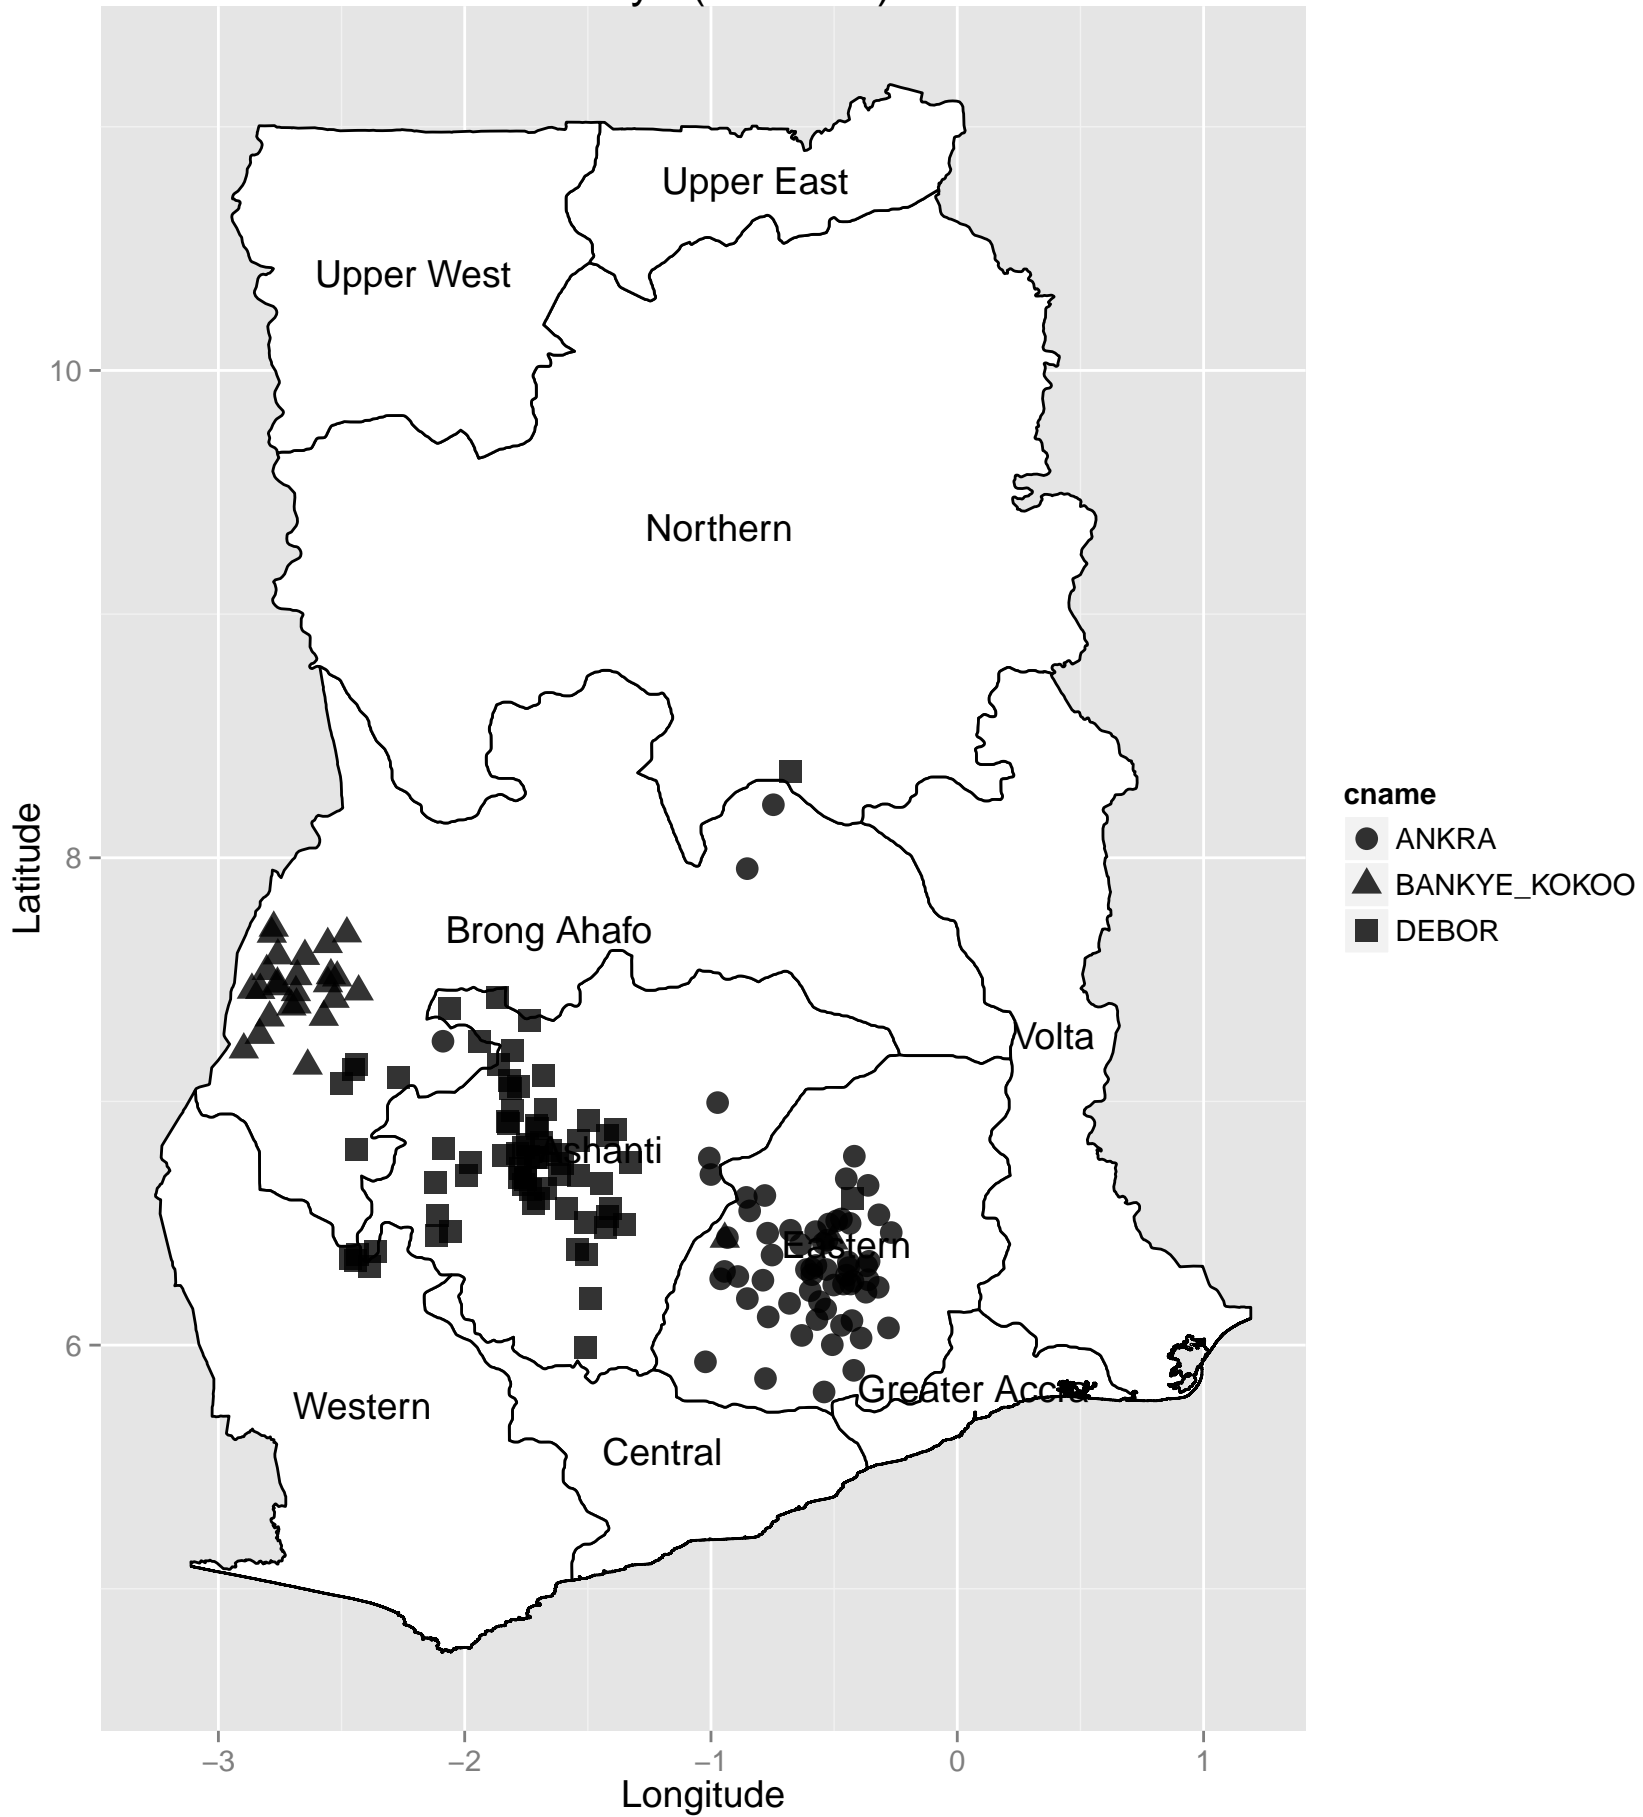 Upper East
Upper West
10
Northern
cname
ANKRA
8
BANKYE_KOKOO
Latitude
Brong Ahafo
DEBOR
Volta
Ashanti
Eastern
6
Greater Accra
Western
Central
−3
−2
−1
0
1
Longitude